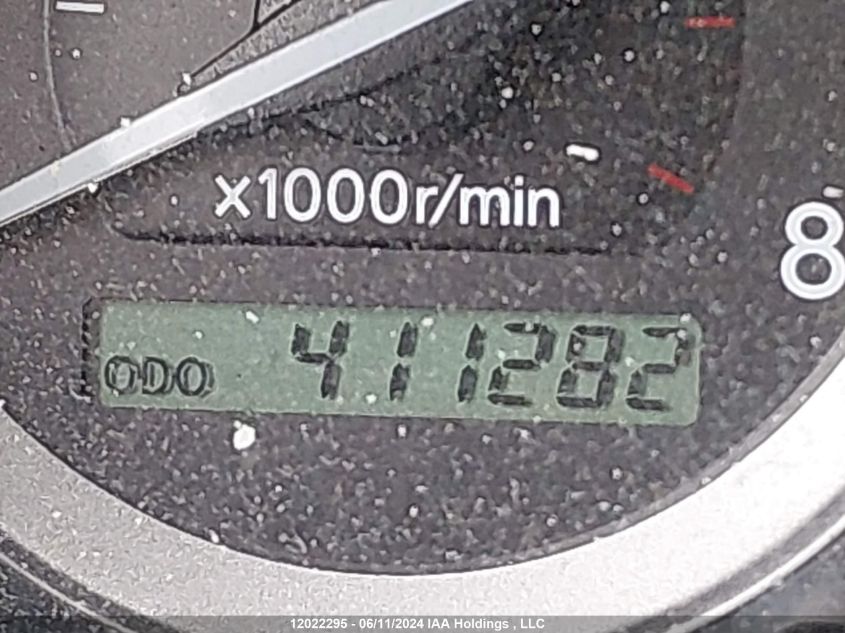 x1000r/min
8
ODO 411282
12022295 - 06/11/2024 IAA Holdings , LLC